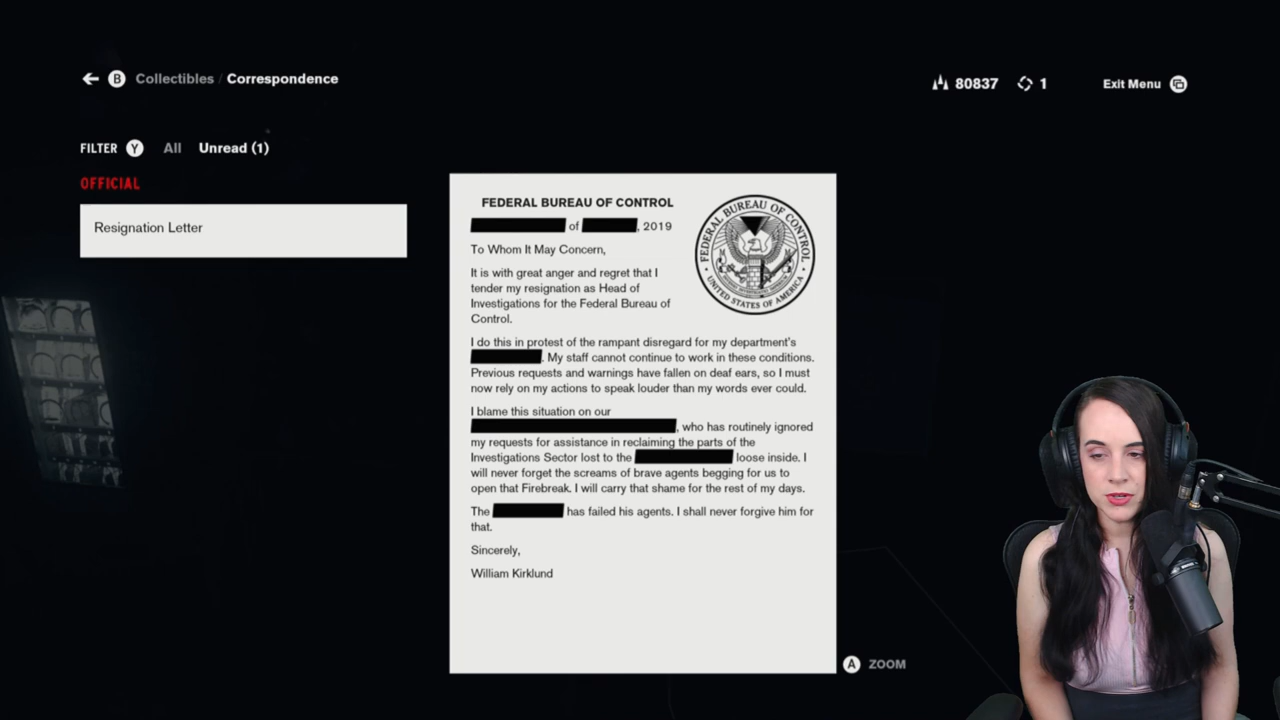 B Collectibles / Correspondence
80837 1 Exit Menu
FILTER Y All Unread (1)
OFFICIAL
Resignation Letter
FEDERAL BUREAU OF CONTROL
of , 2019
To Whom It May Concern,
It is with great anger and regret that I
tender my resignation as Head of
Investigations for the Federal Bureau of
Control.
FEDERAL BUREAU OF CONTROL
UNITED STATES OF AMERICA
I do this in protest of the rampant disregard for my department's
. My staff cannot continue to work in these conditions.
Previous requests and warnings have fallen on deaf ears, so I must
now rely on my actions to speak louder than my words ever could.
I blame this situation on our
, who has routinely ignored
my requests for assistance in reclaiming the parts of the
Investigations Sector lost to the loose inside. I
will never forget the screams of brave agents begging for us to
open that Firebreak. I will carry that shame for the rest of my days.
The has failed his agents. I shall never forgive him for
that.
Sincerely,
William Kirklund
A ZOOM